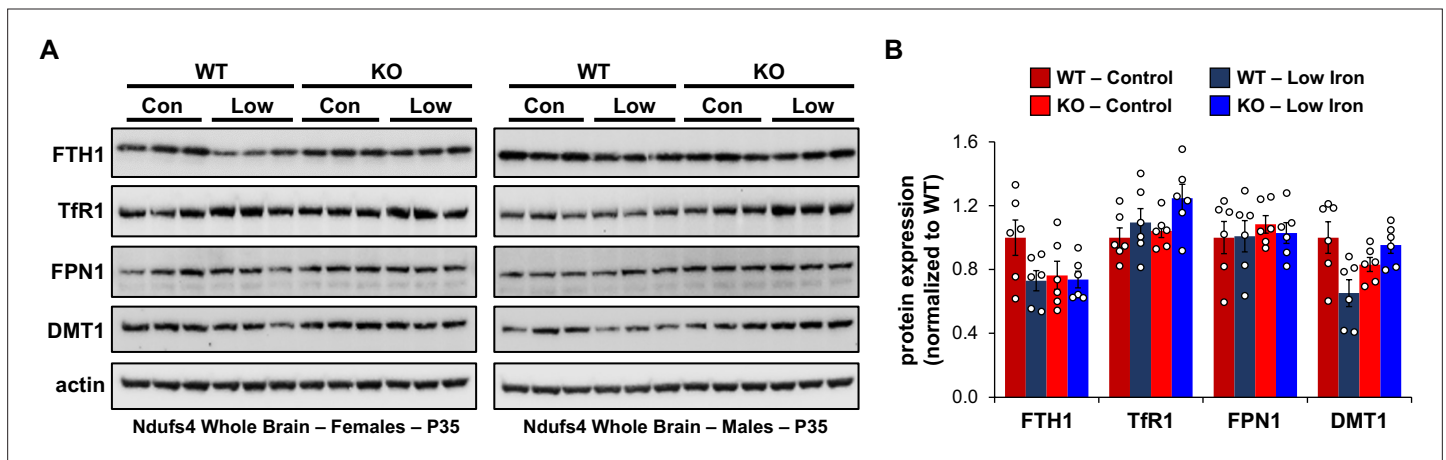 A
WT KO WT KO
Con Low Con Low Con Low Con Low
FTH1
TfR1
FPN1
DMT1
actin
Ndufs4 Whole Brain – Females – P35 Ndufs4 Whole Brain – Males – P35
B
WT – Control WT – Low Iron
KO – Control KO – Low Iron
protein expression
(normalized to WT)
1.6
1.2
0.8
0.4
0.0
FTH1 TfR1 FPN1 DMT1